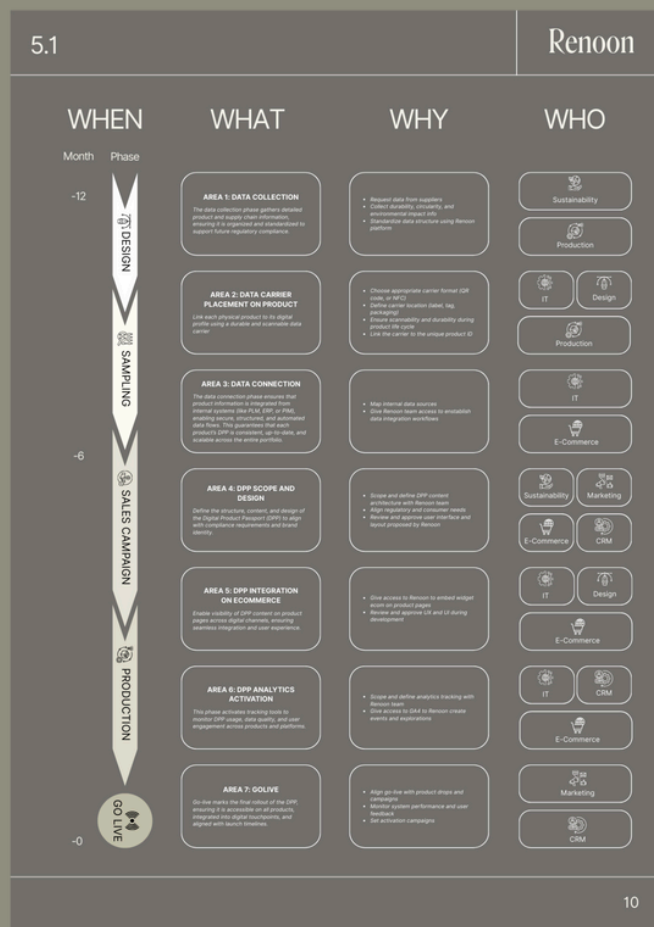 5.1
Renoon
WHEN
WHAT
WHY
WHO
Month
Phase
-12
DESIGN
SAMPLING
-6
SALES CAMPAIGN
PRODUCTION
GO LIVE
-0
AREA 1: DATA COLLECTION
The data collection phase gathers detailed
product and supply chain information,
ensuring it is organized and standardized to
support future regulatory compliance.
• Request data from suppliers
• Collect durability, circularity, and
environmental impact info
• Standardize data structure using Renoon
platform
Sustainability
Production
AREA 2: DATA CARRIER
PLACEMENT ON PRODUCT
Link each physical product to its digital
profile using a durable and scannable data
carrier
• Choose appropriate carrier format (QR
code, or NFC)
• Define carrier location (label, tag,
packaging)
• Ensure scannability and durability during
product life cycle
• Link the carrier to the unique product ID
IT
Design
Production
AREA 3: DATA CONNECTION
The data connection phase ensures that
product information is integrated from
internal systems (like PLM, ERP, or PIM),
enabling secure, structured, and automated
data flows. This guarantees that each
product's DPP is consistent, up-to-date, and
scalable across the entire portfolio.
• Map internal data sources
• Give Renoon team access to enstablish
data integration workflows
IT
E-Commerce
AREA 4: DPP SCOPE AND
DESIGN
Define the structure, content, and design of
the Digital Product Passport (DPP) to align
with compliance requirements and brand
identity.
• Scope and define DPP content
architecture with Renoon team
• Align regulatory and consumer needs
• Review and approve user interface and
layout proposed by Renoon
Sustainability
Marketing
E-Commerce
CRM
AREA 5: DPP INTEGRATION
ON ECOMMERCE
Enable visibility of DPP content on product
pages across digital channels, ensuring
seamless integration and user experience.
• Give access to Renoon to embed widget
ecom on product pages
• Review and approve UX and UI during
development
IT
Design
E-Commerce
AREA 6: DPP ANALYTICS
ACTIVATION
This phase activates tracking tools to
monitor DPP usage, data quality, and user
engagement across products and platforms.
• Scope and define analytics tracking with
Renoon team
• Give access to GA4 to Renoon create
events and explorations
IT
CRM
E-Commerce
AREA 7: GOLIVE
Go-live marks the final rollout of the DPP,
ensuring it is accessible on all products,
integrated into digital touchpoints, and
aligned with launch timelines.
• Align go-live with product drops and
campaigns
• Monitor system performance and user
feedback
• Set activation campaigns
Marketing
CRM
10